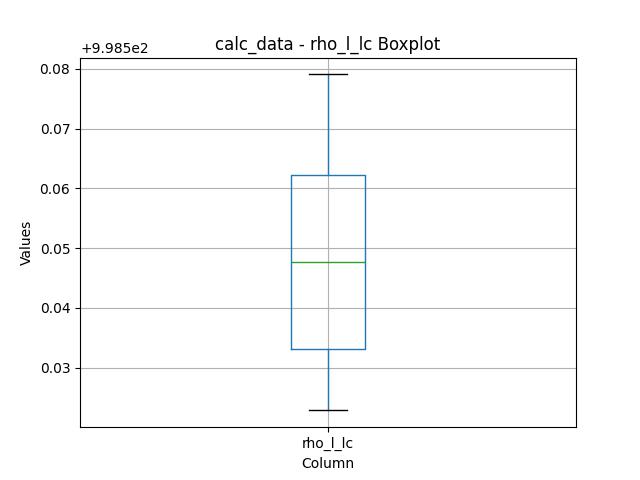 calc_data - rho_l_lc Boxplot
+9.985e2
0.08
0.07
0.06
0.05
0.04
0.03
Values
rho_l_lc
Column